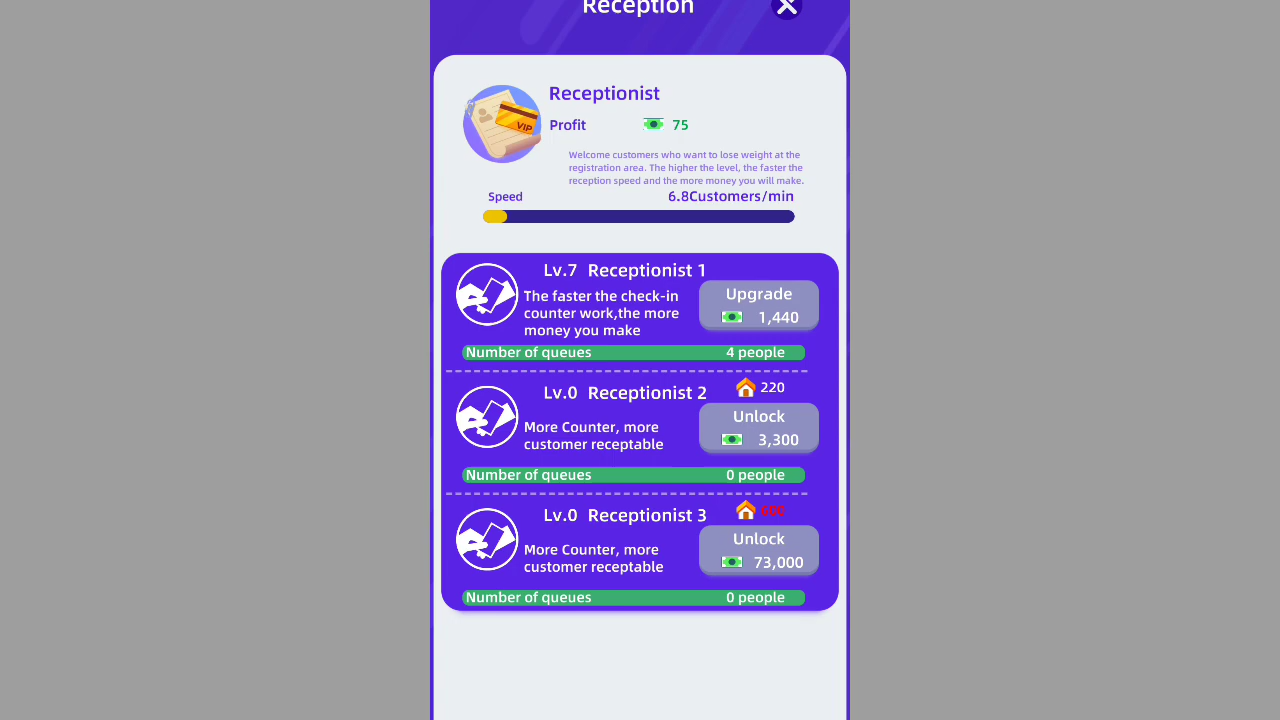 Reception
Receptionist
Profit 75
VIP
Welcome customers who want to lose weight at the
registration area. The higher the level, the faster the
reception speed and the more money you will make.
Speed 6.8Customers/min
Lv.7 Receptionist 1
The faster the check-in
counter work,the more
money you make
Upgrade
1,440
Number of queues 4 people
Lv.0 Receptionist 2
220
More Counter, more
customer receptable
Unlock
3,300
Number of queues 0 people
Lv.0 Receptionist 3
600
More Counter, more
customer receptable
Unlock
73,000
Number of queues 0 people